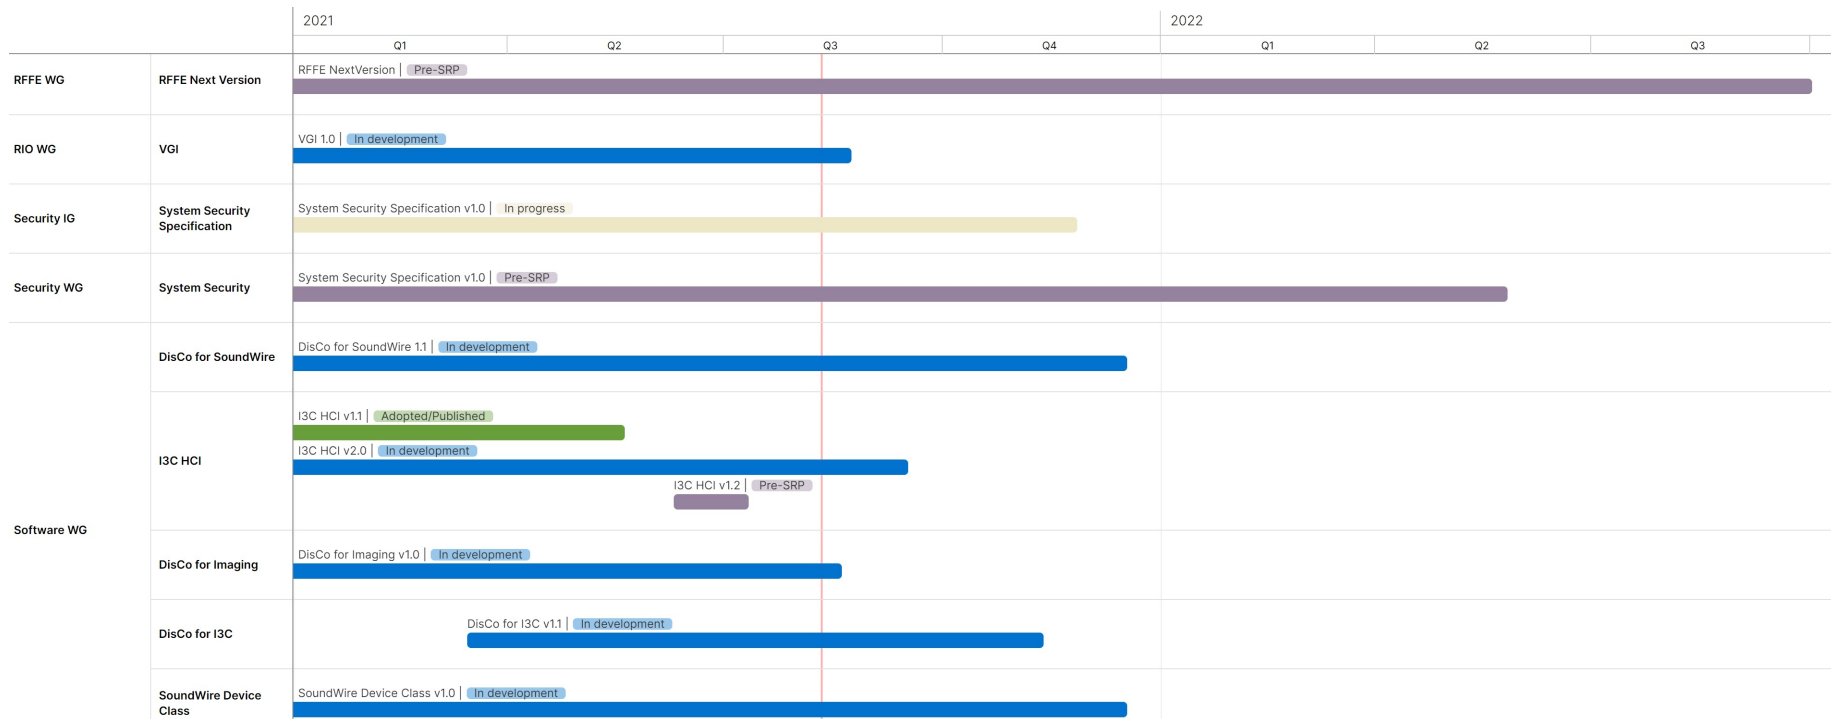 2021
2022
Q1
Q2
Q3
Q4
Q1
Q2
Q3
RFFE WG
RFFE Next Version
RFFE NextVersion | Pre-SRP
RIO WG
VGI
VGI 1.0 | In development
Security IG
System Security
Specification
System Security Specification v1.0 | In progress
Security WG
System Security
System Security Specification v1.0 | Pre-SRP
Software WG
DisCo for SoundWire
DisCo for SoundWire 1.1 | In development
I3C HCI
I3C HCI v1.1 | Adopted/Published
I3C HCI v2.0 | In development
I3C HCI v1.2 | Pre-SRP
DisCo for Imaging
DisCo for Imaging v1.0 | In development
DisCo for I3C
DisCo for I3C v1.1 | In development
SoundWire Device
Class
SoundWire Device Class v1.0 | In development